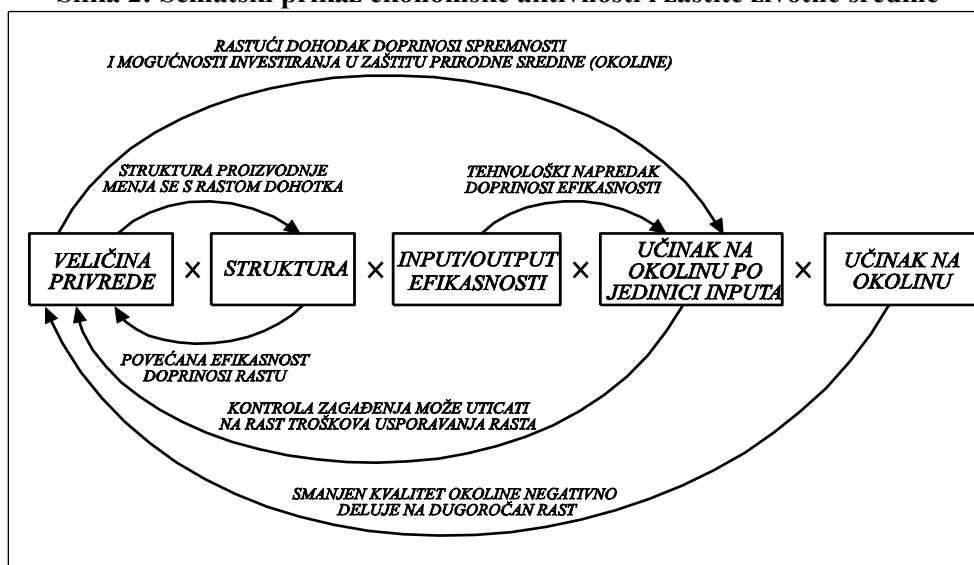 Slika 2: Šematski prikaz ekonomske aktivnosti i zaštite životne sredine
RASTUĆI DOHODAK DOPRINOSI SPREMNOSTI
I MOGUĆNOSTI INVESTIRANJA U ZAŠTITU PRIRODNE SREDINE (OKOLINE)
STRUKTURA PROIZVODNJE
MENJA SE S RASTOM DOHOTKA
TEHNOLOŠKI NAPREDAK
DOPRINOSI EFIKASNOSTI
VELIČINA
PRIVREDE
×
STRUKTURA
×
INPUT/OUTPUT
EFIKASNOSTI
×
UČINAK NA
OKOLINU PO
JEDINICI INPUTA
×
UČINAK NA
OKOLINU
POVEĆANA EFIKASNOST
DOPRINOSI RASTU
KONTROLA ZAGAĐENJA MOŽE UTICATI
NA RAST TROŠKOVA USPORAVANJA RASTA
SMANJEN KVALITET OKOLINE NEGATIVNO
DELUJE NA DUGOROČAN RAST